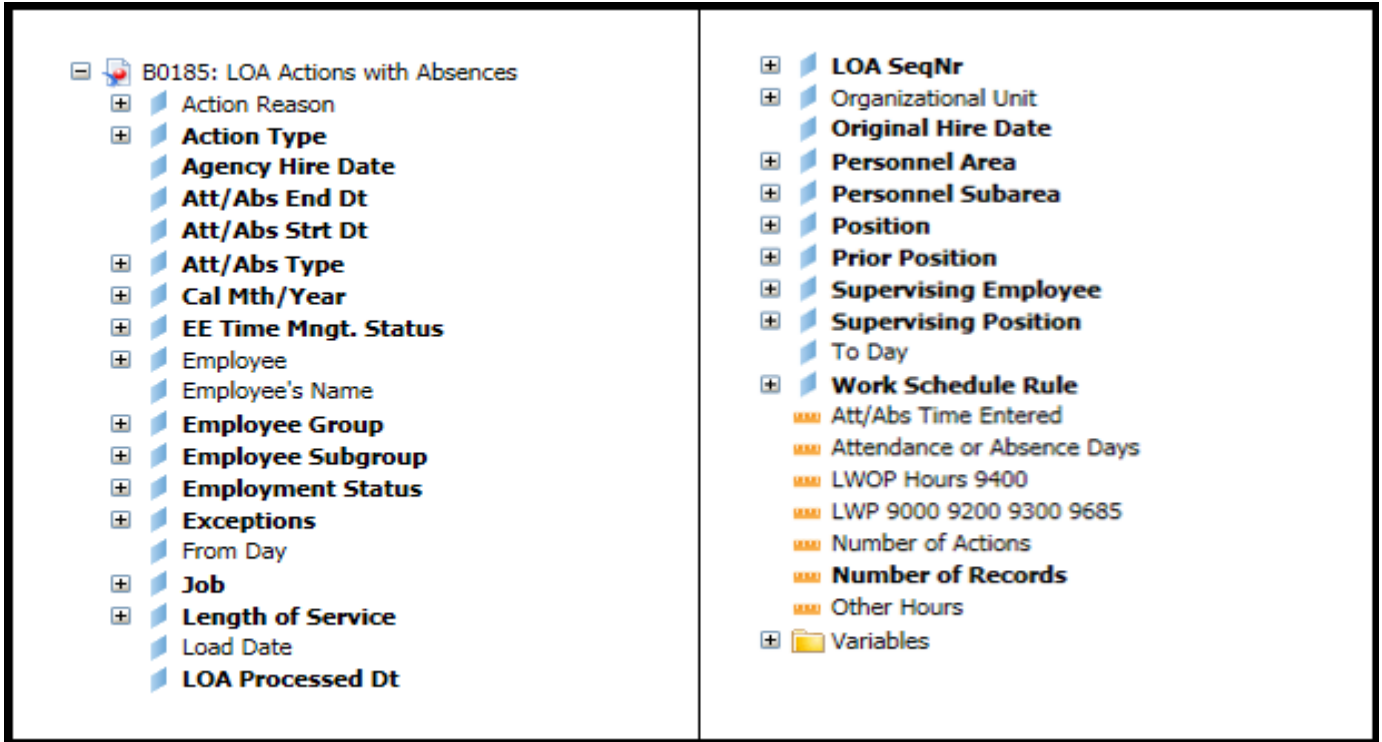 B0185: LOA Actions with Absences
Action Reason
Action Type
Agency Hire Date
Att/Abs End Dt
Att/Abs Strt Dt
Att/Abs Type
Cal Mth/Year
EE Time Mngt. Status
Employee
Employee's Name
Employee Group
Employee Subgroup
Employment Status
Exceptions
From Day
Job
Length of Service
Load Date
LOA Processed Dt
LOA SeqNr
Organizational Unit
Original Hire Date
Personnel Area
Personnel Subarea
Position
Prior Position
Supervising Employee
Supervising Position
To Day
Work Schedule Rule
Att/Abs Time Entered
Attendance or Absence Days
LWOP Hours 9400
LWP 9000 9200 9300 9685
Number of Actions
Number of Records
Other Hours
Variables